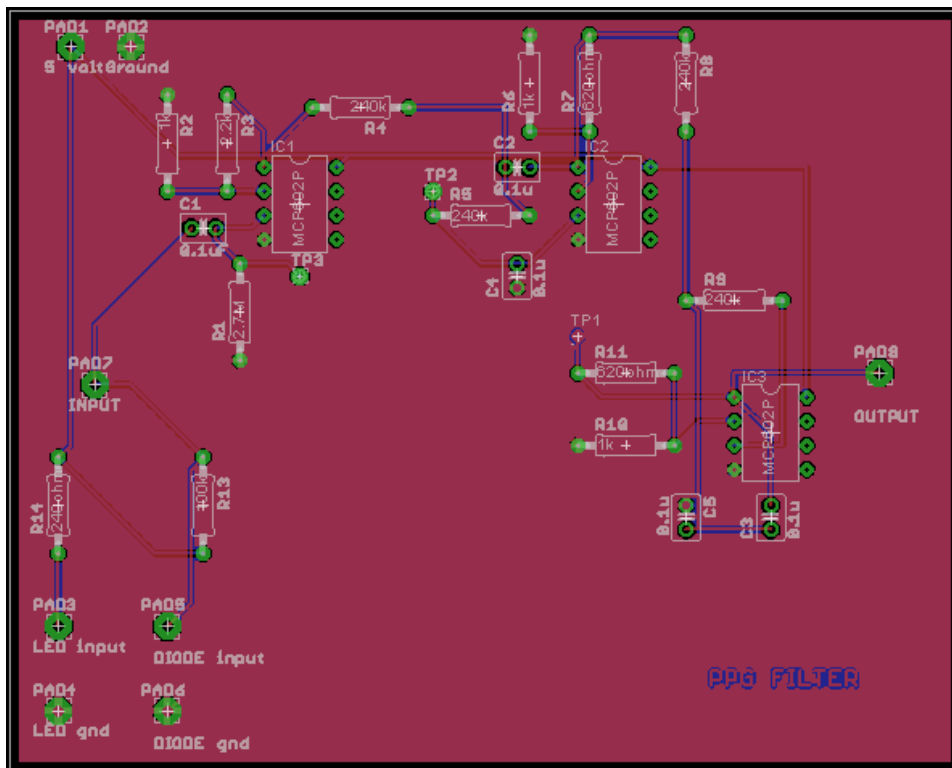 PAD1
PAD2
5 volt
Ground
R2
1k
R3
2.2k
R4
240k
IC1
MCP602P
C1
0.1uF
TP3
R1
2.7M
TP2
R5
240k
C2
0.1u
R6
1k
R7
620ohm
R8
240k
IC2
MCP602P
C4
0.1u
R9
240k
TP1
R11
620ohm
R10
1k
IC3
MCP602P
PAD8
OUTPUT
PAD7
INPUT
R14
240ohm
R13
100k
C5
0.1u
C3
0.1u
PAD3
LED input
PAD5
DIODE input
PAD4
LED gnd
PAD6
DIODE gnd
PPG FILTER